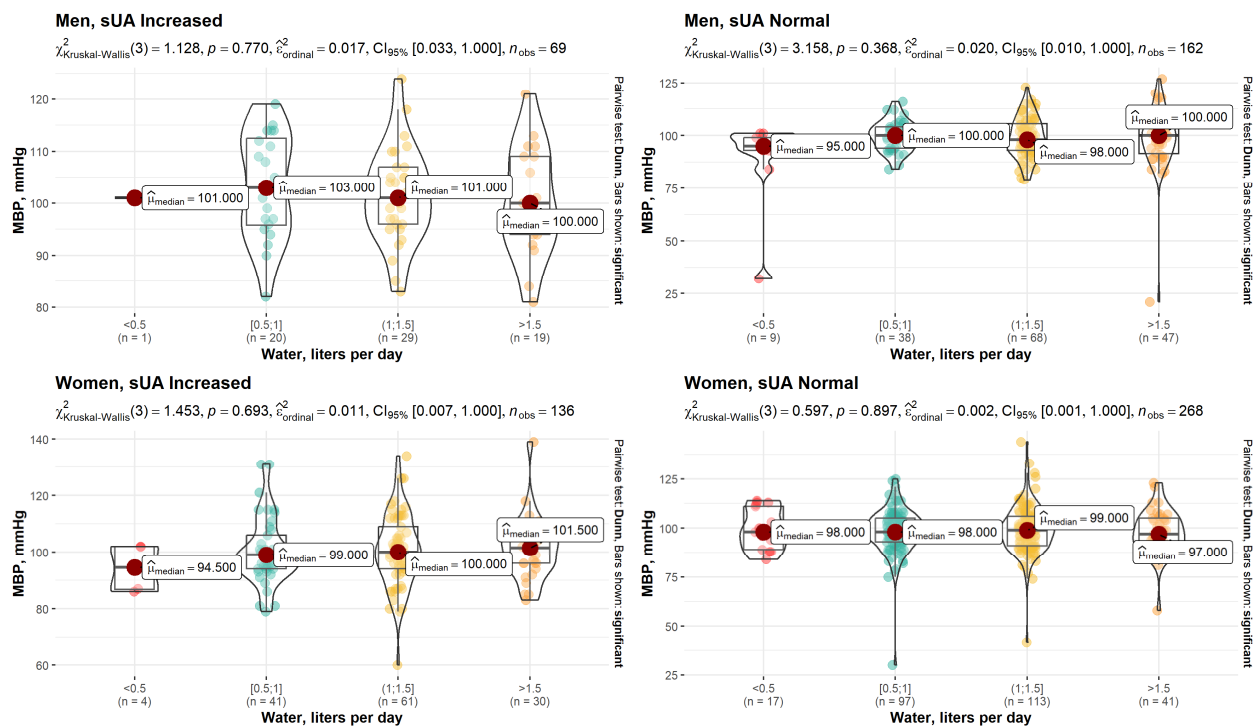 Men, sUA Increased
χ²Kruskal-Wallis(3) = 1.128, p = 0.770, ε̂²ordinal = 0.017, CI95% [0.033, 1.000], nobs = 69
MBP, mmHg
120
110
100
90
80
μ̂median = 101.000
μ̂median = 103.000
μ̂median = 101.000
μ̂median = 100.000
<0.5
(n = 1)
[0.5;1]
(n = 20)
(1;1.5]
(n = 29)
>1.5
(n = 19)
Water, liters per day
Pairwise test: Dunn, Bars shown: significant
Men, sUA Normal
χ²Kruskal-Wallis(3) = 3.158, p = 0.368, ε̂²ordinal = 0.020, CI95% [0.010, 1.000], nobs = 162
MBP, mmHg
125
100
75
50
25
μ̂median = 95.000
μ̂median = 100.000
μ̂median = 98.000
μ̂median = 100.000
<0.5
(n = 9)
[0.5;1]
(n = 38)
(1;1.5]
(n = 68)
>1.5
(n = 47)
Water, liters per day
Pairwise test: Dunn, Bars shown: significant
Women, sUA Increased
χ²Kruskal-Wallis(3) = 1.453, p = 0.693, ε̂²ordinal = 0.011, CI95% [0.007, 1.000], nobs = 136
MBP, mmHg
140
120
100
80
60
μ̂median = 94.500
μ̂median = 99.000
μ̂median = 100.000
μ̂median = 101.500
<0.5
(n = 4)
[0.5;1]
(n = 41)
(1;1.5]
(n = 61)
>1.5
(n = 30)
Water, liters per day
Pairwise test: Dunn, Bars shown: significant
Women, sUA Normal
χ²Kruskal-Wallis(3) = 0.597, p = 0.897, ε̂²ordinal = 0.002, CI95% [0.001, 1.000], nobs = 268
MBP, mmHg
125
100
75
50
25
μ̂median = 98.000
μ̂median = 98.000
μ̂median = 99.000
μ̂median = 97.000
<0.5
(n = 17)
[0.5;1]
(n = 97)
(1;1.5]
(n = 113)
>1.5
(n = 41)
Water, liters per day
Pairwise test: Dunn, Bars shown: significant